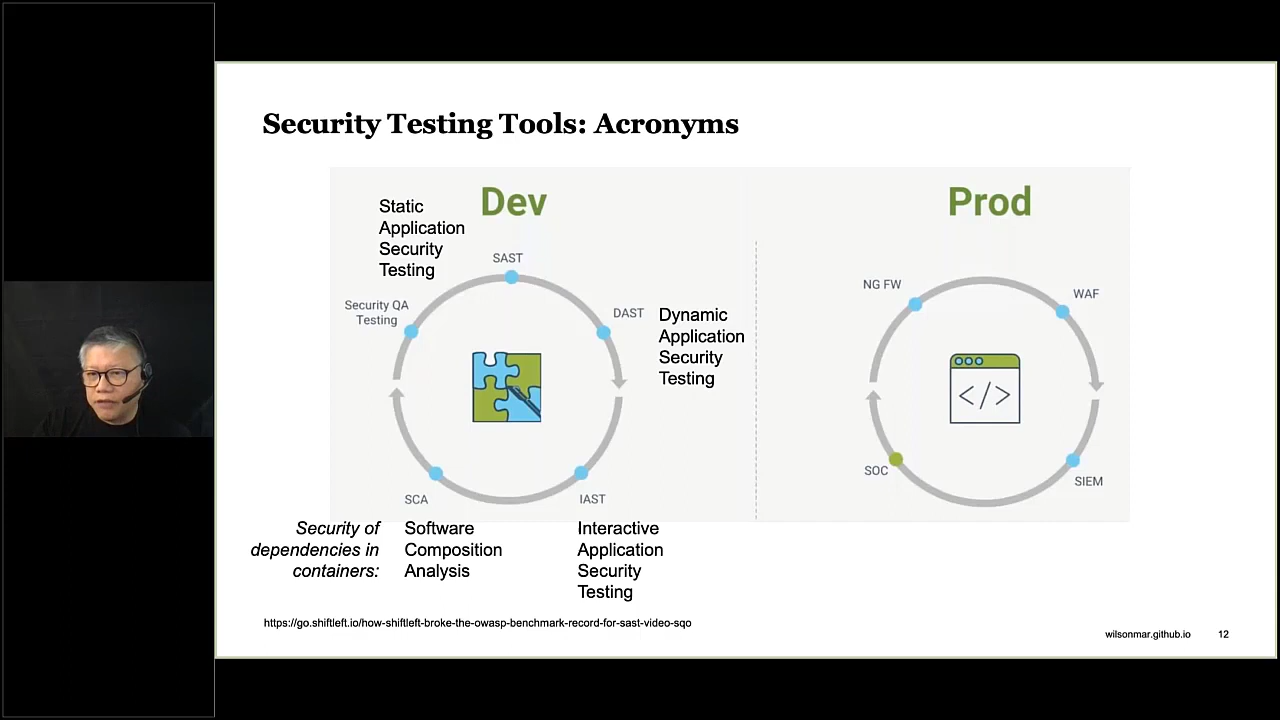 Security Testing Tools: Acronyms
Dev
Static
Application
Security
Testing
SAST
Security QA
Testing
DAST
Dynamic
Application
Security
Testing
SCA
IAST
Security of
dependencies in
containers:
Software
Composition
Analysis
Interactive
Application
Security
Testing
Prod
NG FW
WAF
SOC
SIEM
</>
https://go.shiftleft.io/how-shiftleft-broke-the-owasp-benchmark-record-for-sast-video-sqo
wilsonmar.github.io
12